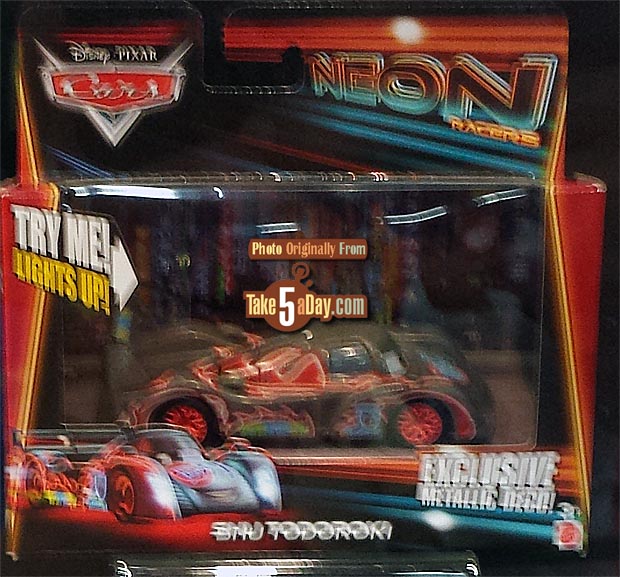 Disney · PIXAR
Cars
NEON
RACERS
TRY ME!
LIGHTS UP!
Photo Originally From
Take5aDay.com
EXCLUSIVE
METALLIC DECO!
SHU TODOROKI
3+